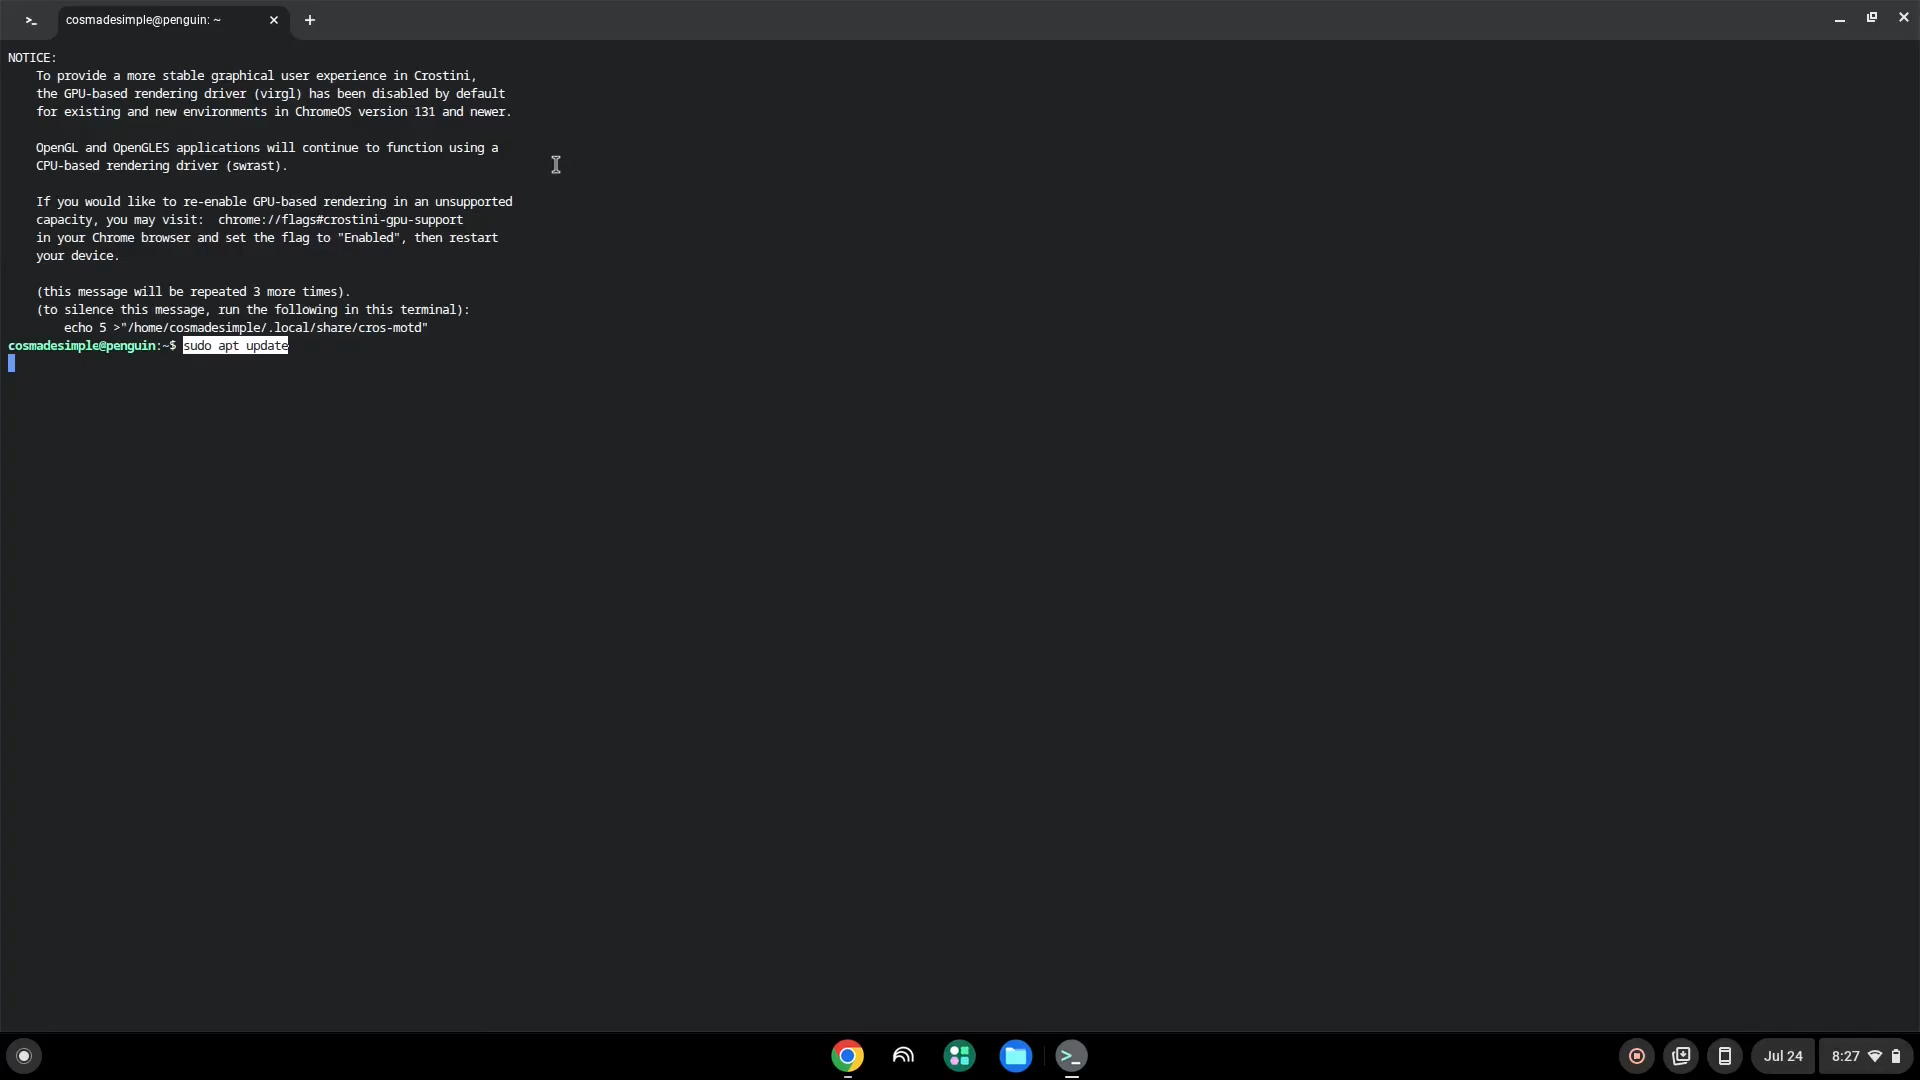 >_ cosmadesimple@penguin: ~
NOTICE:
To provide a more stable graphical user experience in Crostini,
the GPU-based rendering driver (virgl) has been disabled by default
for existing and new environments in ChromeOS version 131 and newer.
OpenGL and OpenGLES applications will continue to function using a
CPU-based rendering driver (swrast).
If you would like to re-enable GPU-based rendering in an unsupported
capacity, you may visit:  chrome://flags#crostini-gpu-support
in your Chrome browser and set the flag to "Enabled", then restart
your device.
(this message will be repeated 3 more times).
(to silence this message, run the following in this terminal):
echo 5 >"/home/cosmadesimple/.local/share/cros-motd"
cosmadesimple@penguin:~$ sudo apt update
>_
Jul 24 8:27